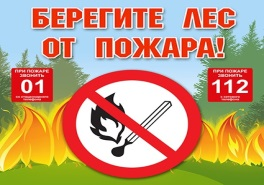 БЕРЕГИТЕ ЛЕС
ОТ ПОЖАРА!
ПРИ ПОЖАРЕ
ЗВОНИТЬ
01
ПРИ ПОЖАРЕ
ЗВОНИТЬ
112